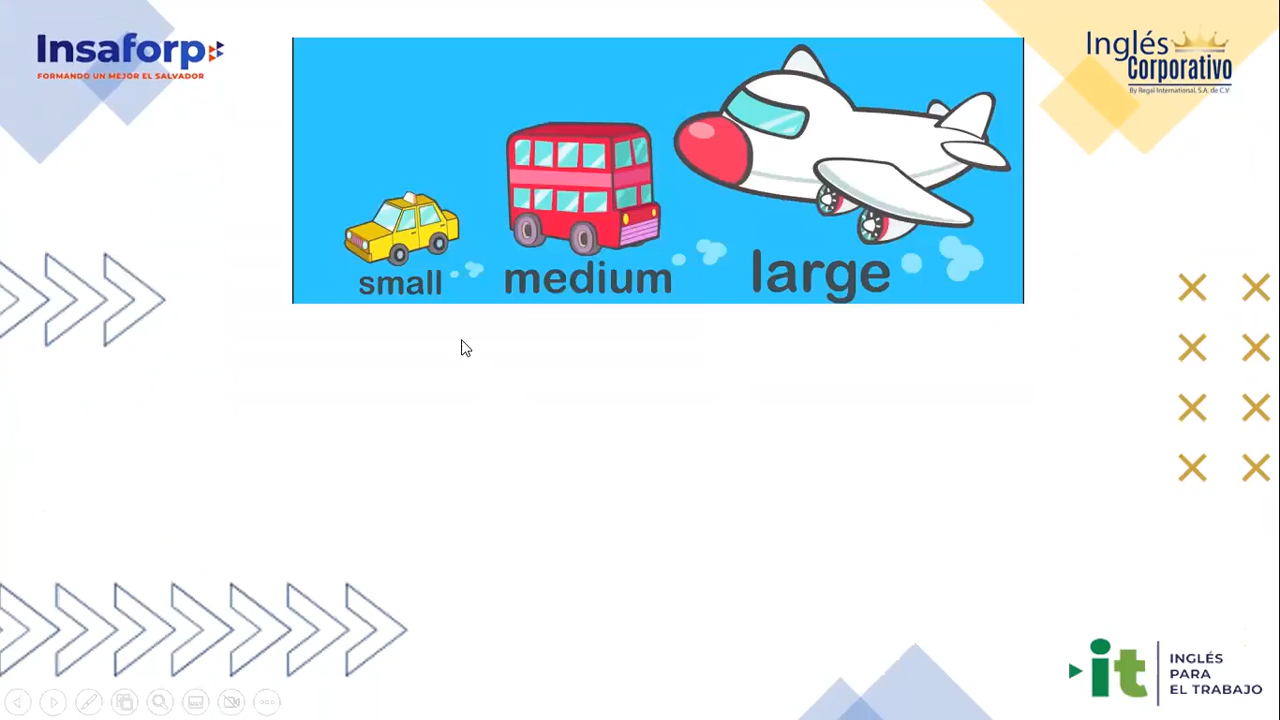 Insaforp
FORMANDO UN MEJOR EL SALVADOR
Inglés
Corporativo
By Regal International, S.A. de C.V
small
medium
large
it
INGLÉS
PARA
EL TRABAJO